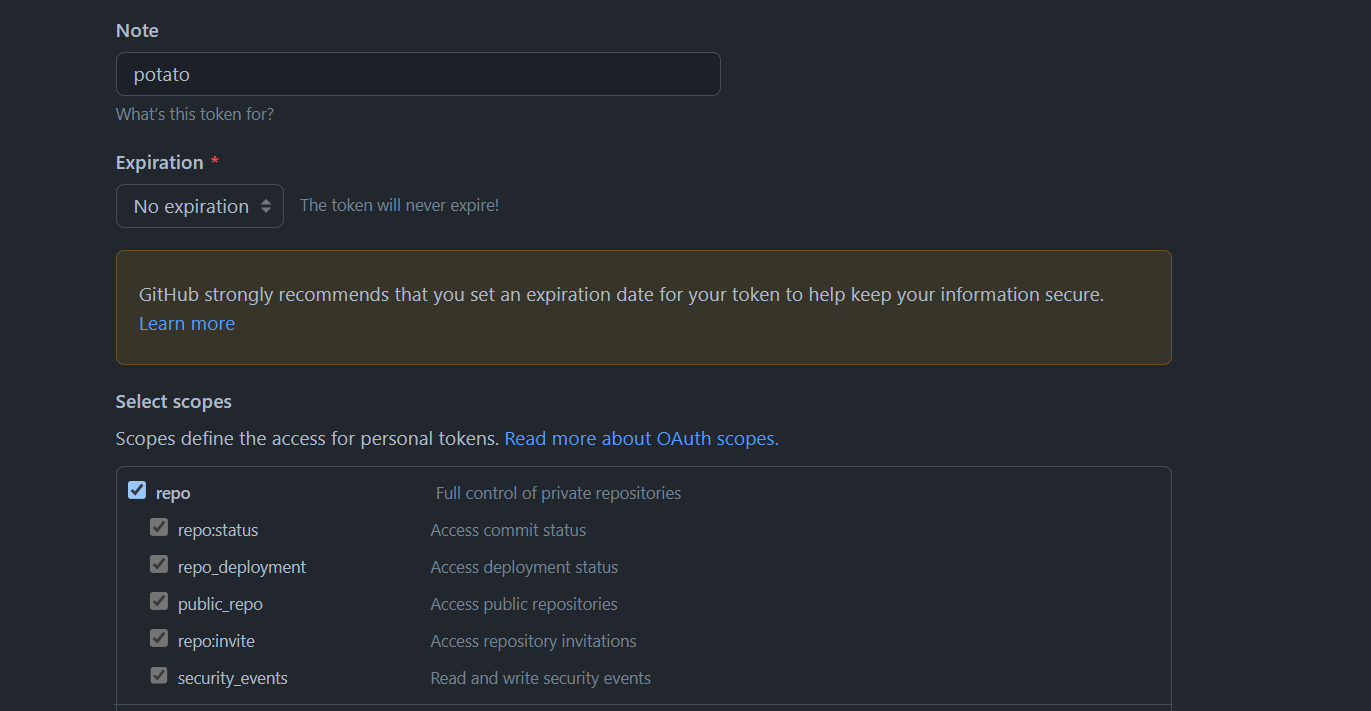 Note
potato
What's this token for?
Expiration *
No expiration The token will never expire!
GitHub strongly recommends that you set an expiration date for your token to help keep your information secure.
Learn more
Select scopes
Scopes define the access for personal tokens. Read more about OAuth scopes.
repo Full control of private repositories
repo:status Access commit status
repo_deployment Access deployment status
public_repo Access public repositories
repo:invite Access repository invitations
security_events Read and write security events